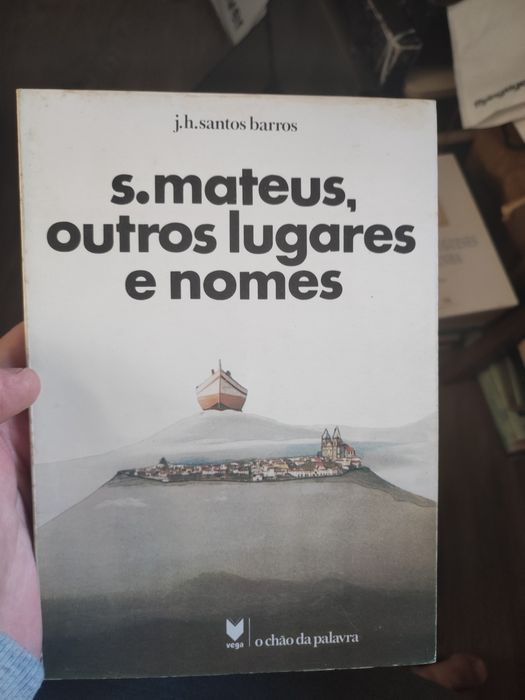 j.h.santos barros
s.mateus,
outros lugares
e nomes
vega
o chão da palavra